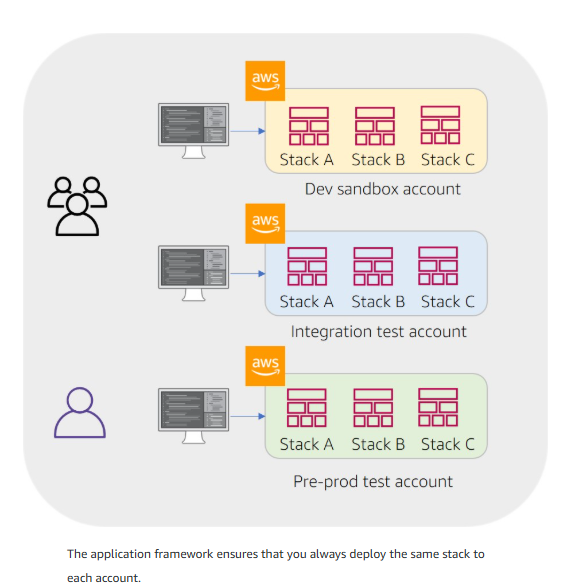 aws
Stack A Stack B Stack C
Dev sandbox account
aws
Stack A Stack B Stack C
Integration test account
aws
Stack A Stack B Stack C
Pre-prod test account
The application framework ensures that you always deploy the same stack to
each account.